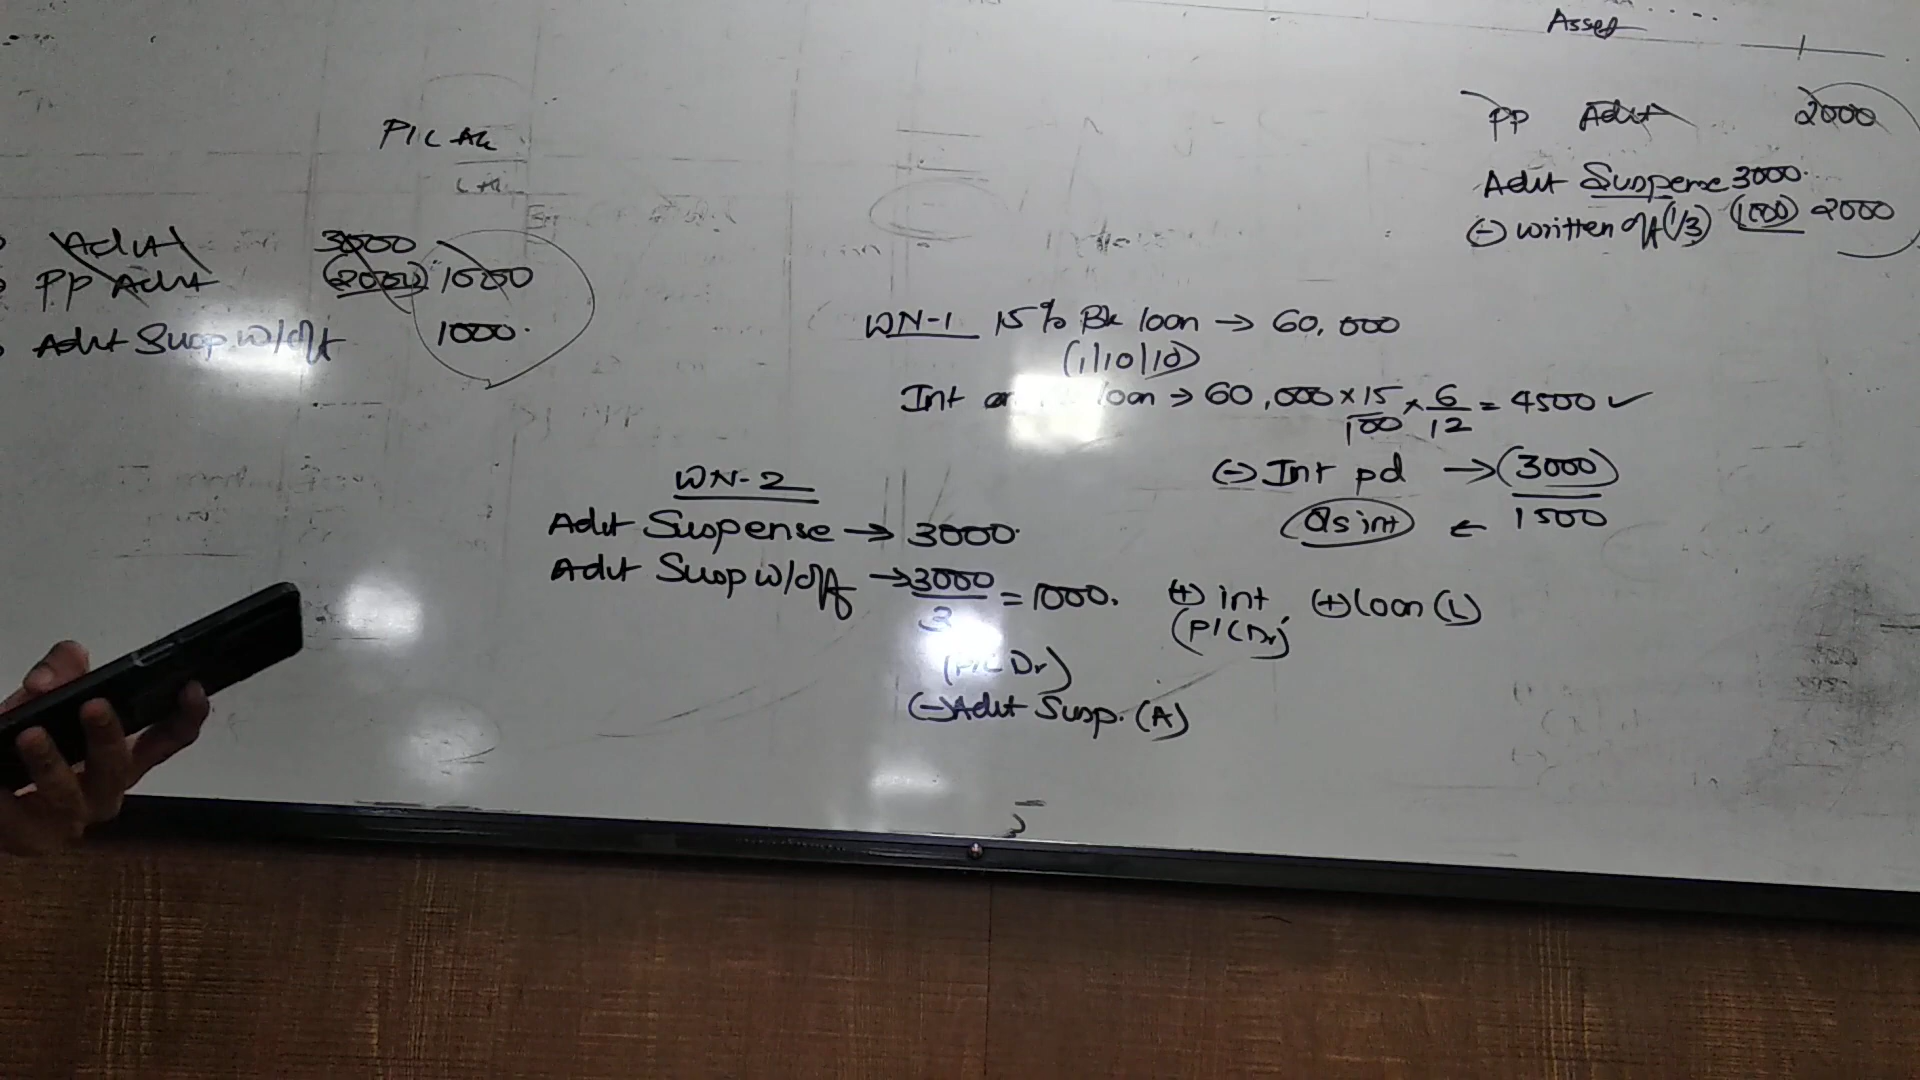 Asset
P/L A/c
Advt 3000
PP Advt (2000) 1000
Advt Susp w/off 1000.
PP Advt 2000
Advt Suspense 3000.
(-) written off (1/3) (1000) 2000
WN-1 15% Bk loan → 60,000
(1/10/10)
Int on loan → 60,000 × 15/100 × 6/12 = 4500 ✓
(-) Int pd → (3000)
O/s int ← 1500
(+) int (+) loan (L)
(P/L Dr)
WN-2
Advt Suspense → 3000.
Advt Susp w/off → 3000/3 = 1000.
(P/L Dr)
(-) Advt Susp. (A)